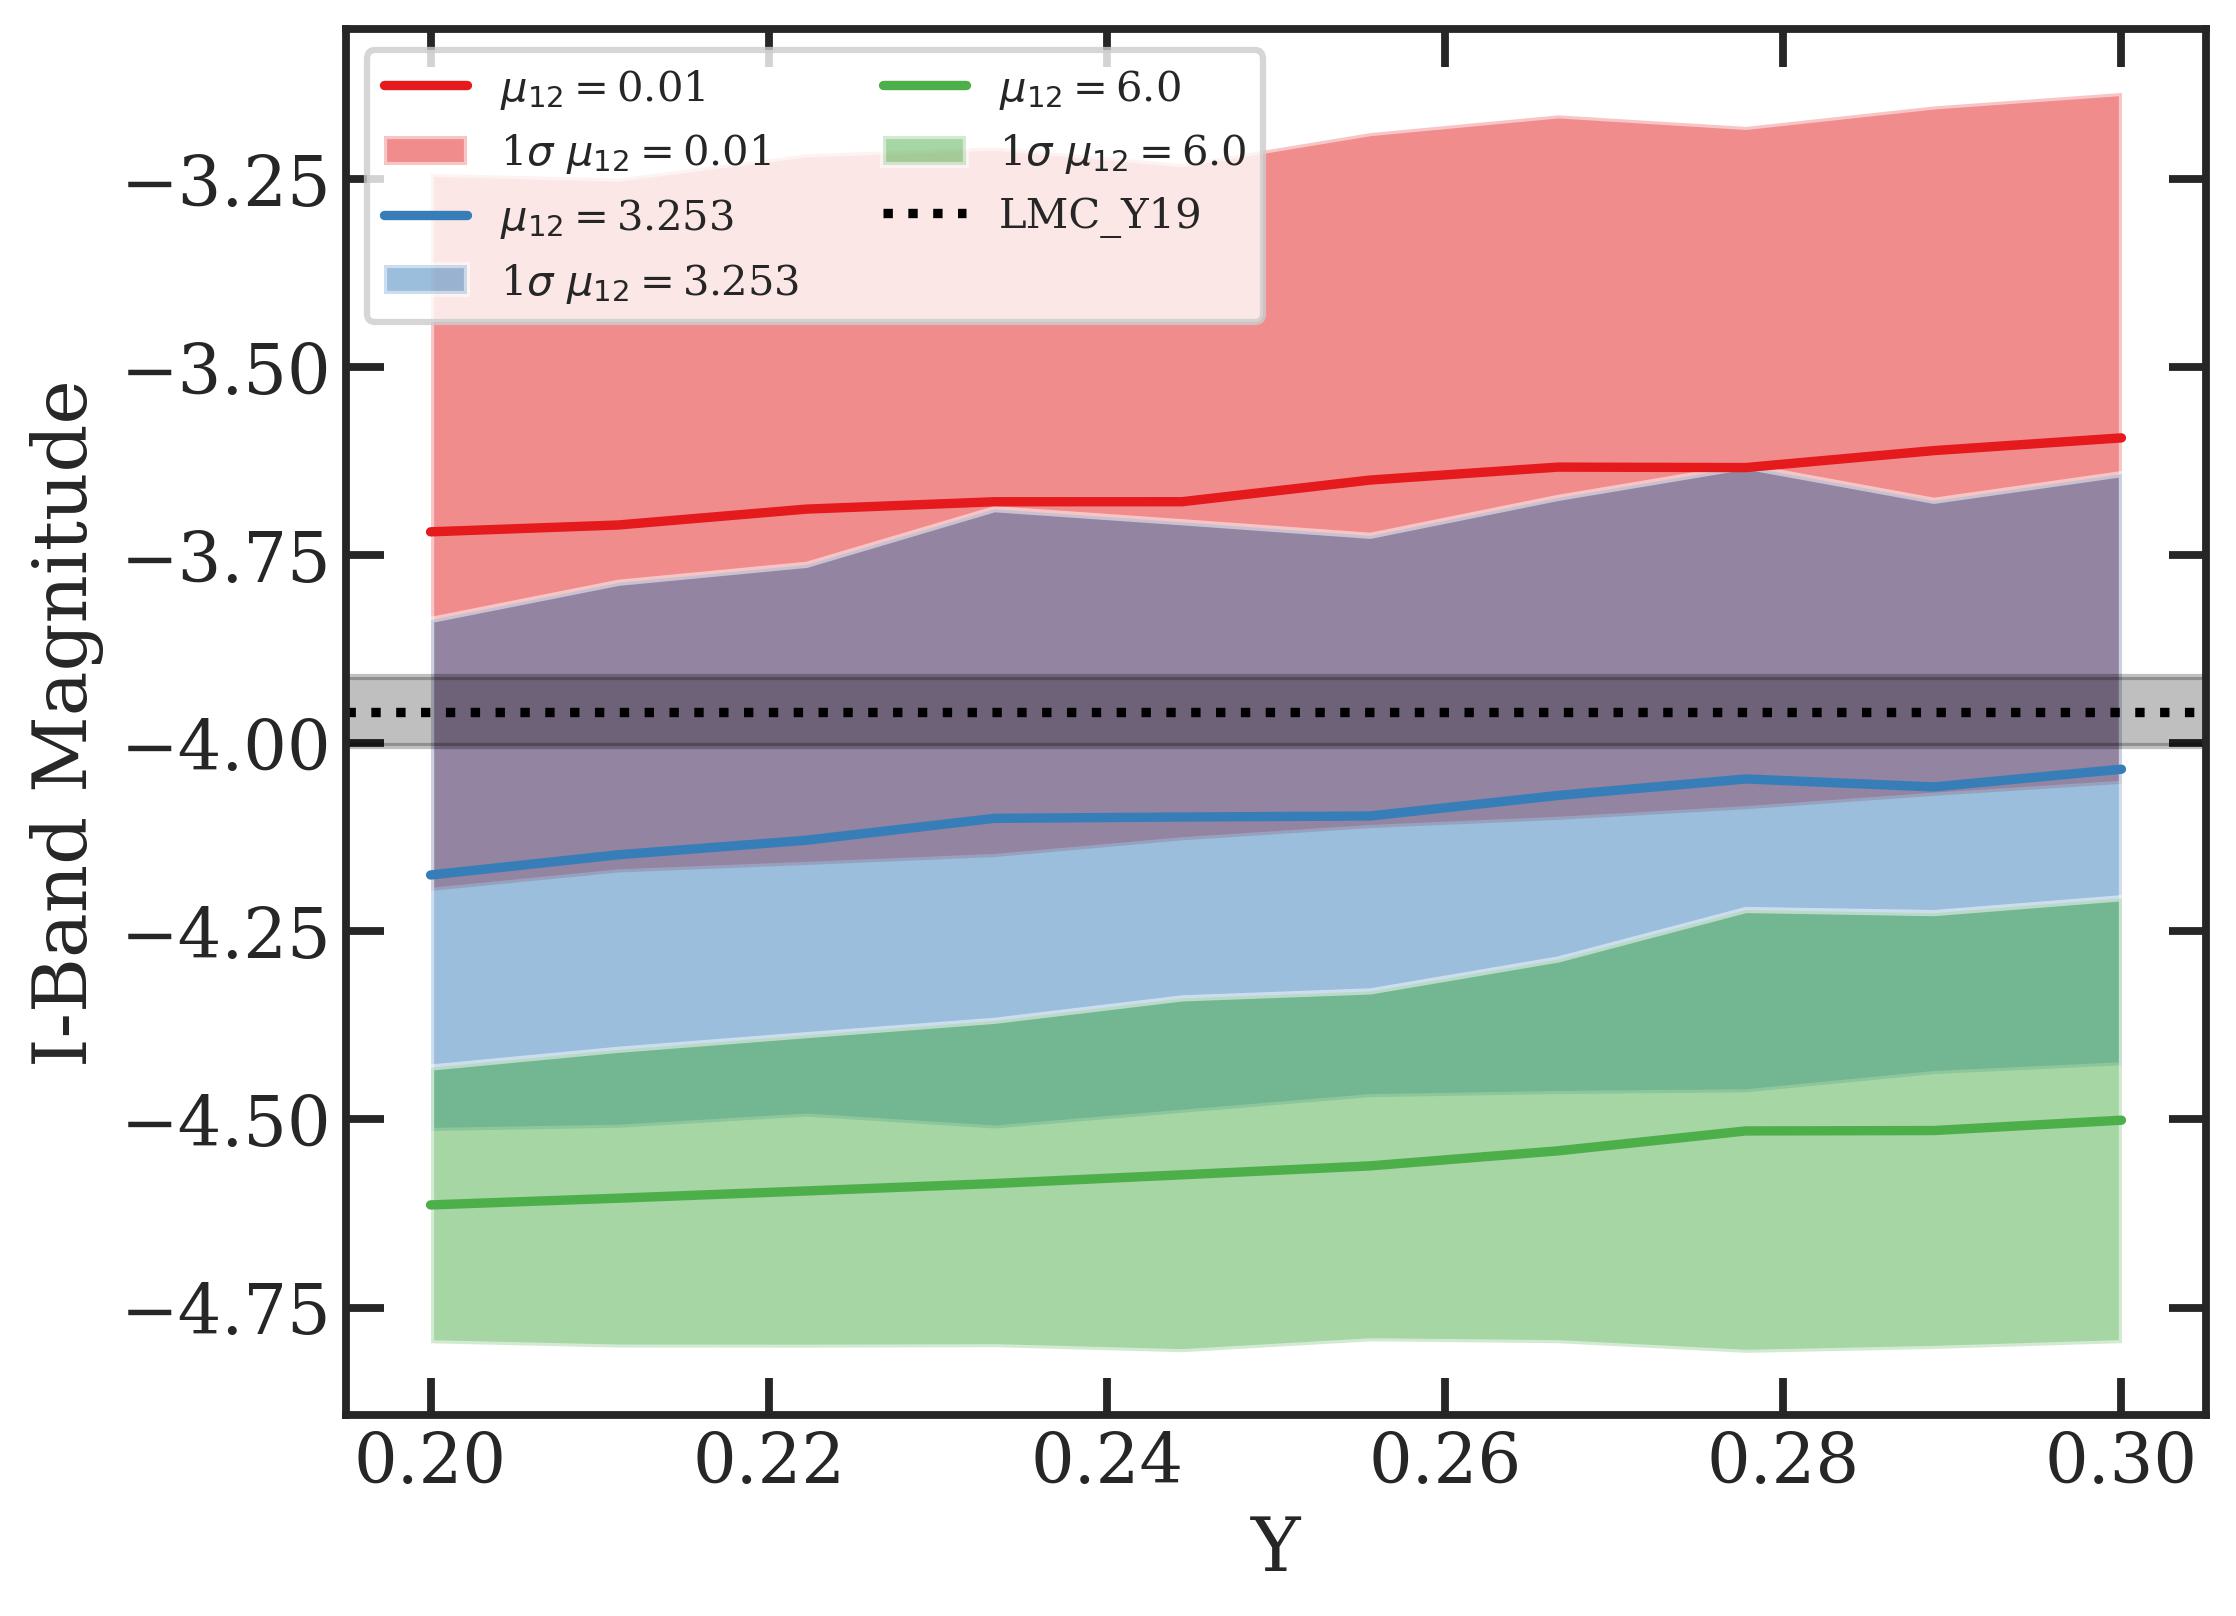 μ₁₂ = 0.01
1σ μ₁₂ = 0.01
μ₁₂ = 3.253
1σ μ₁₂ = 3.253
μ₁₂ = 6.0
1σ μ₁₂ = 6.0
LMC_Y19
I-Band Magnitude
−3.25
−3.50
−3.75
−4.00
−4.25
−4.50
−4.75
0.20 0.22 0.24 0.26 0.28 0.30
Y